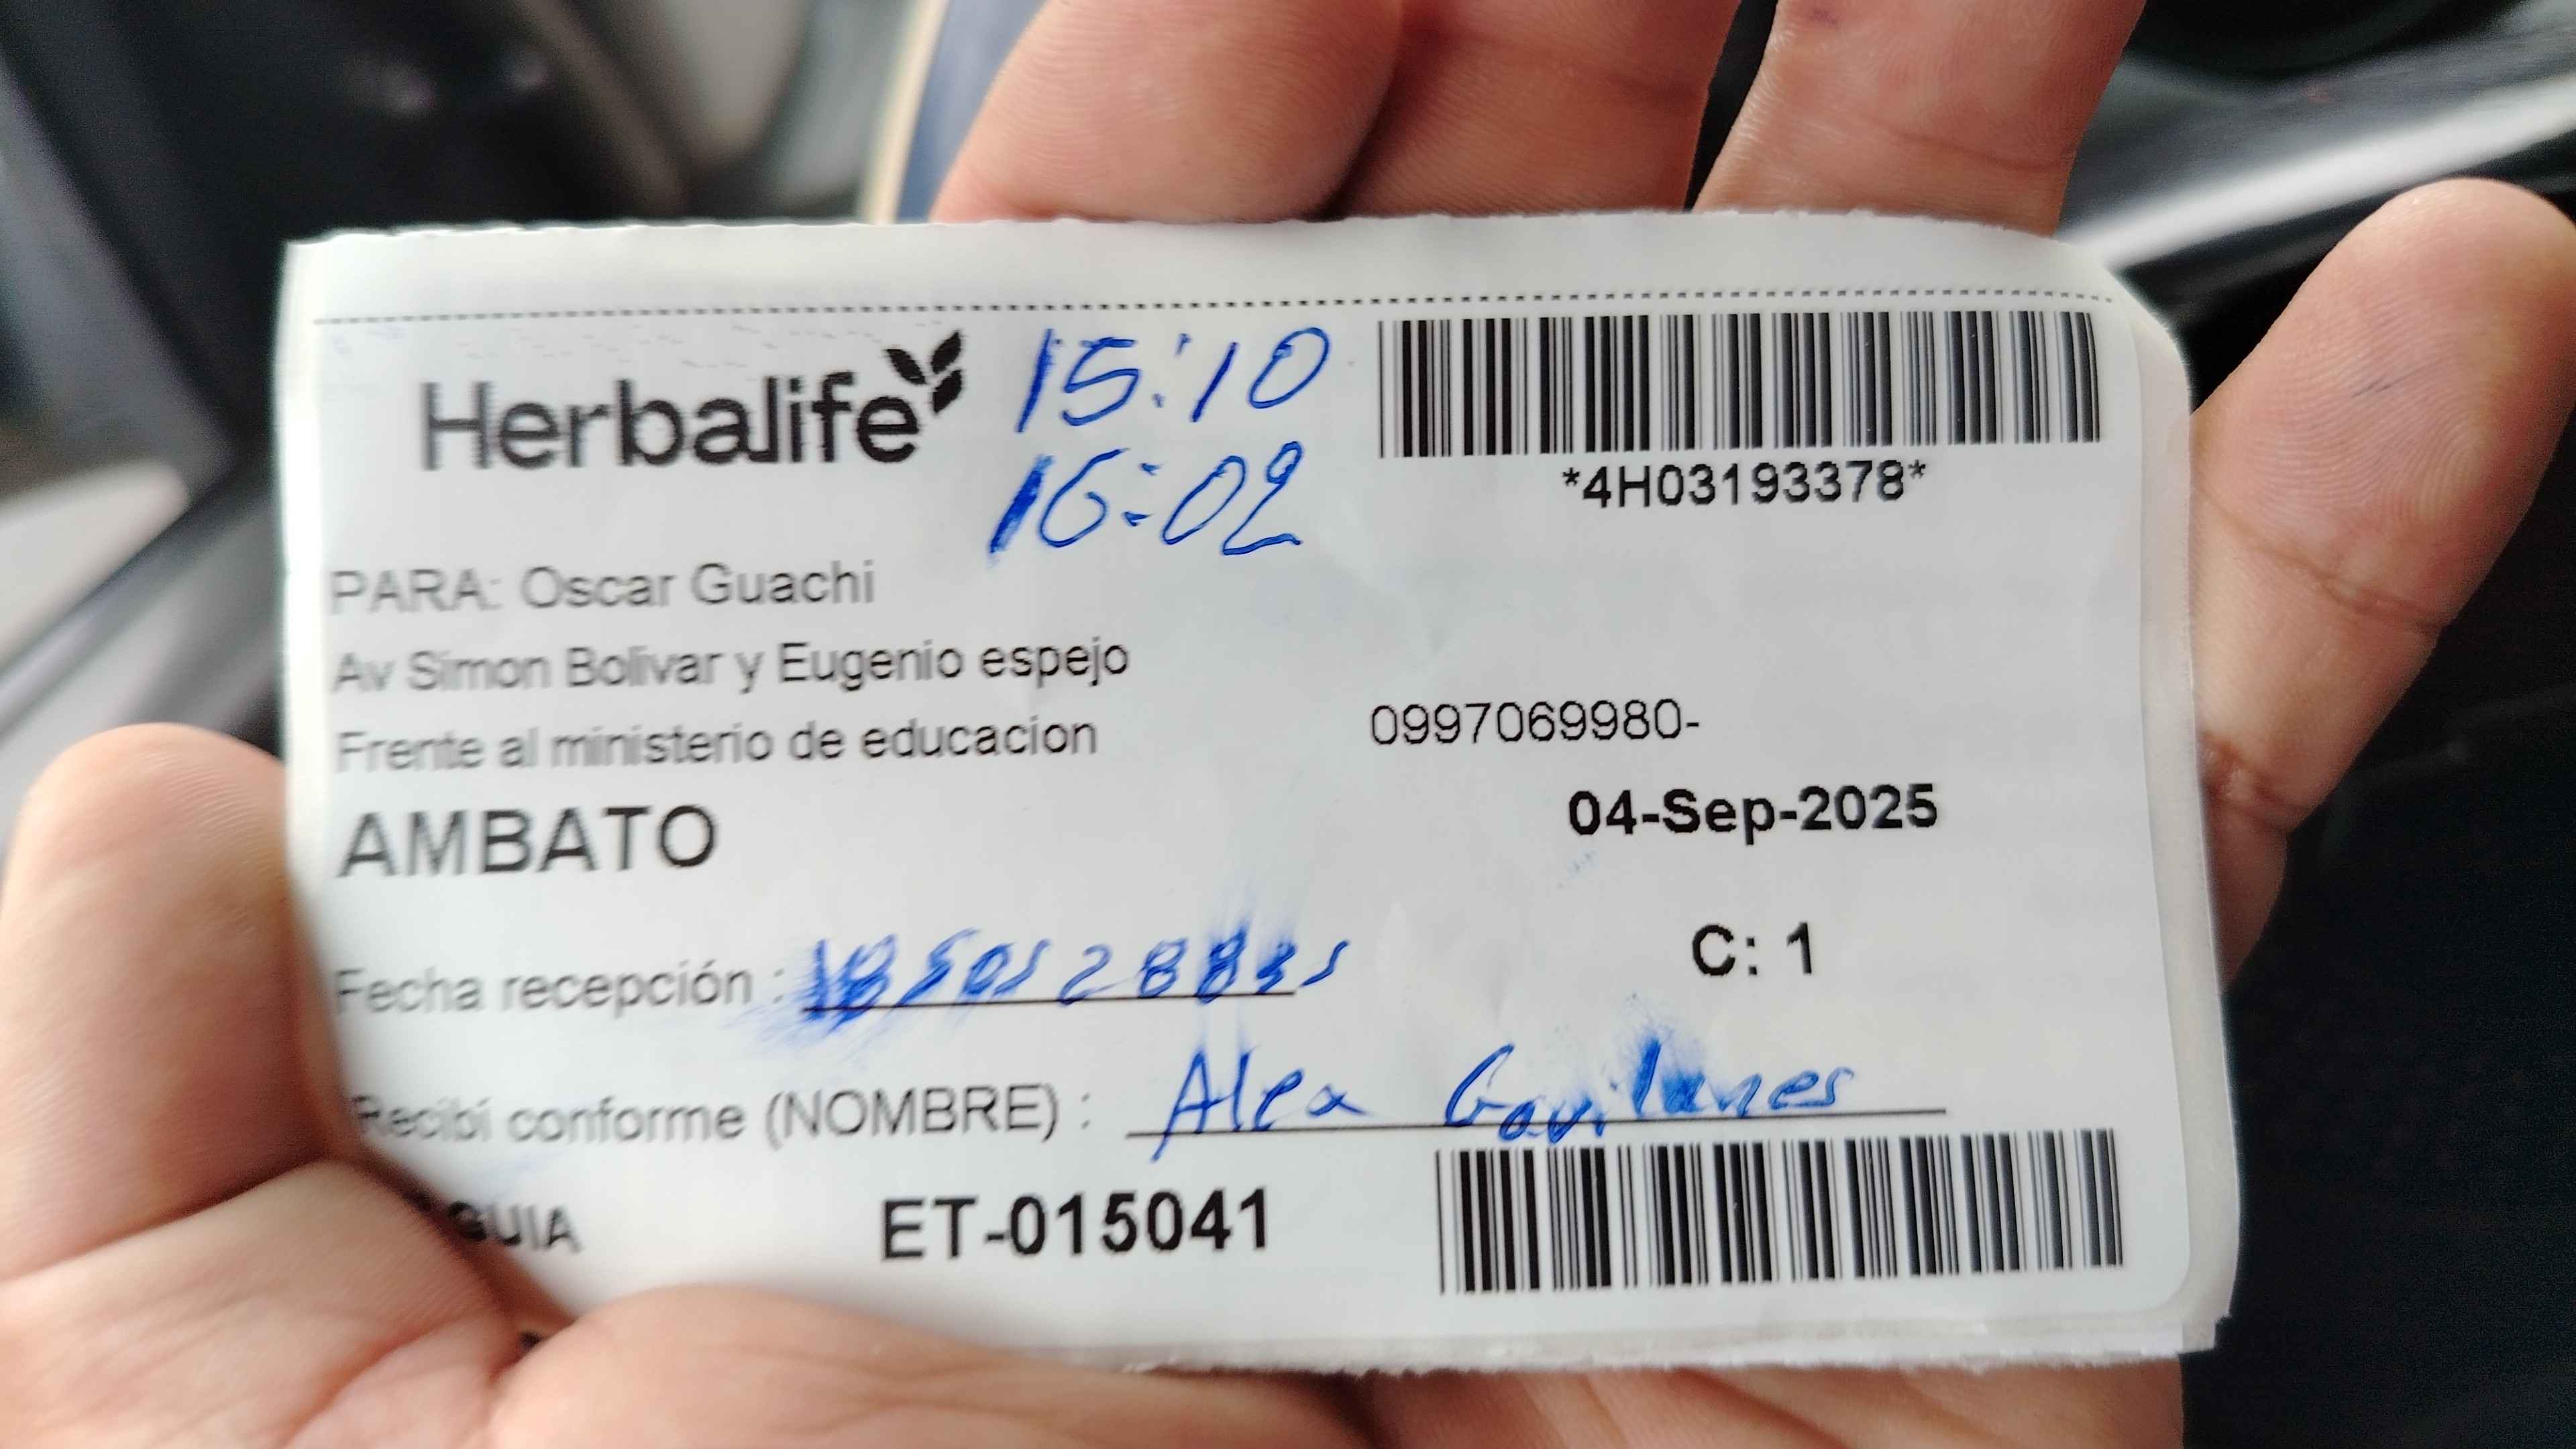 Herbalife
15:10
16:02
*4H03193378*
PARA: Oscar Guachi
Av Simon Bolivar y Eugenio espejo
Frente al ministerio de educacion
0997069980-
AMBATO
04-Sep-2025
C: 1
Fecha recepción :
Recibí conforme (NOMBRE) : Alex Gavilanes
GUIA
ET-015041